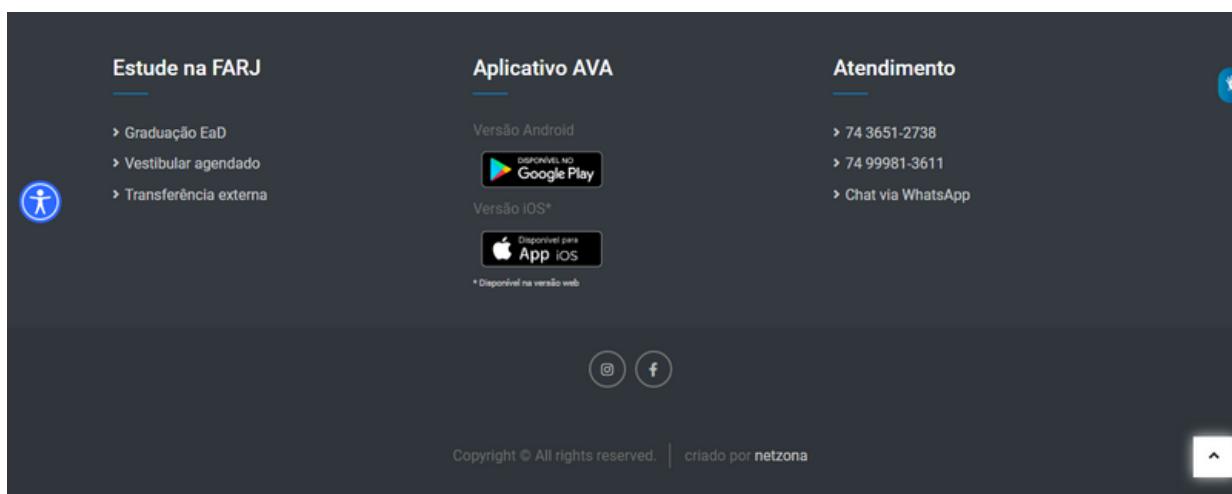 Estude na FARJ
Graduação EaD
Vestibular agendado
Transferência externa
Aplicativo AVA
Versão Android
DISPONÍVEL NO
Google Play
Versão iOS*
Disponível para
App iOS
* Disponível na versão web
Atendimento
74 3651-2738
74 99981-3611
Chat via WhatsApp
Copyright © All rights reserved. | criado por netzona